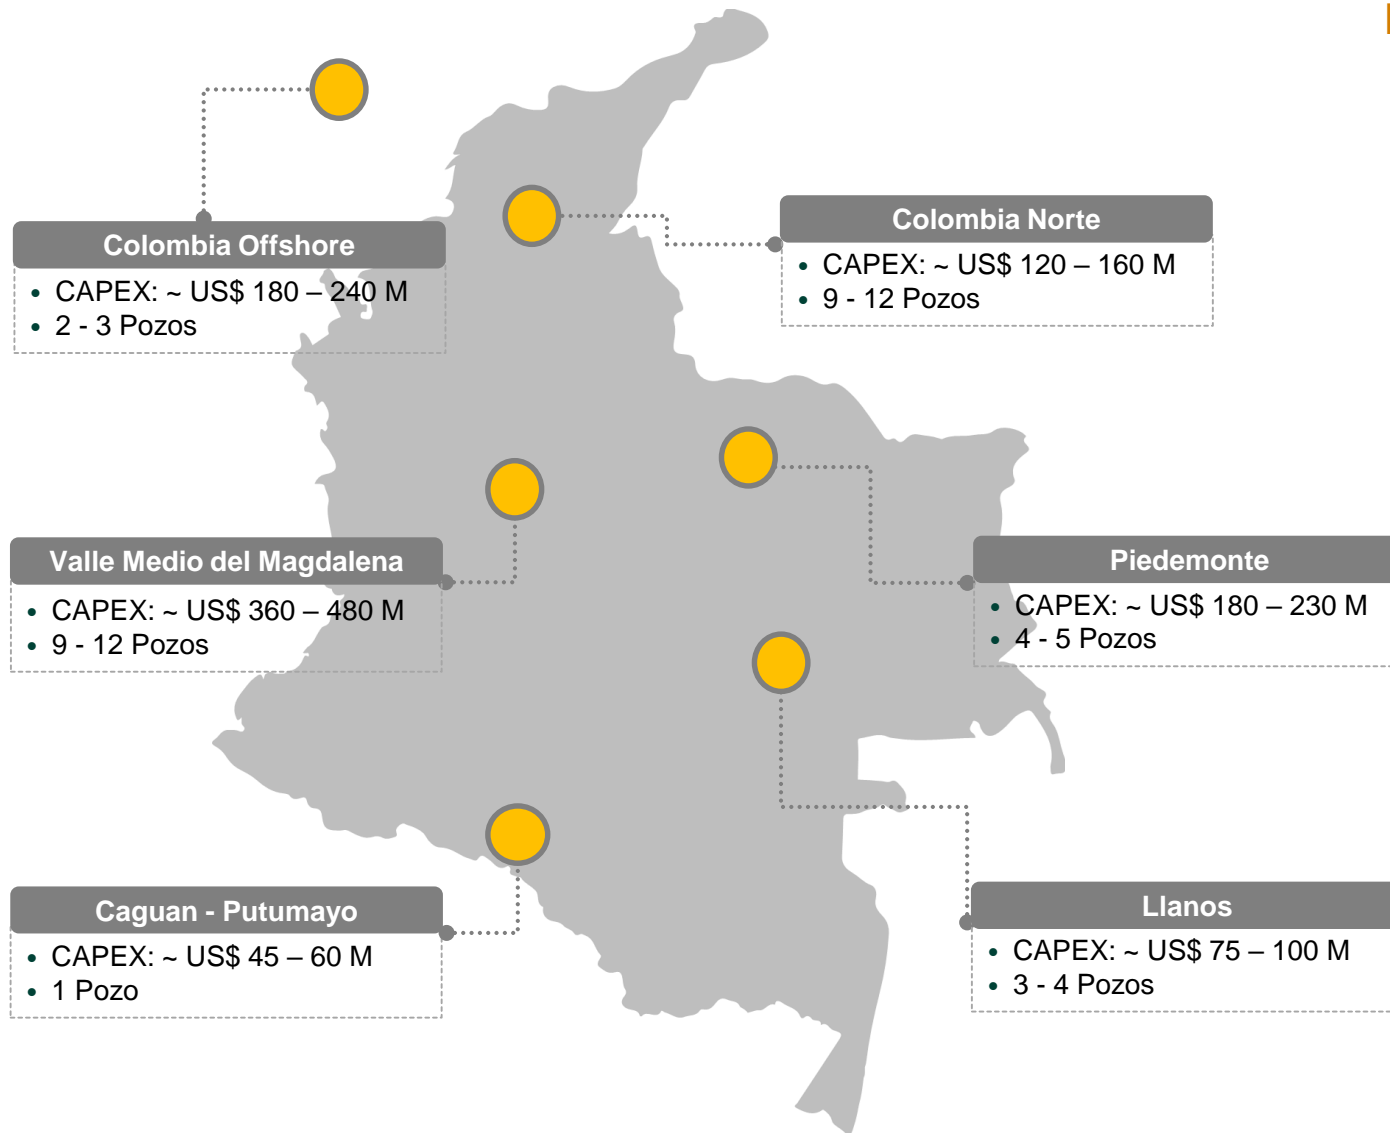 Colombia Offshore
• CAPEX: ~ US$ 180 – 240 M
• 2 - 3 Pozos
Colombia Norte
• CAPEX: ~ US$ 120 – 160 M
• 9 - 12 Pozos
Valle Medio del Magdalena
• CAPEX: ~ US$ 360 – 480 M
• 9 - 12 Pozos
Piedemonte
• CAPEX: ~ US$ 180 – 230 M
• 4 - 5 Pozos
Caguan - Putumayo
• CAPEX: ~ US$ 45 – 60 M
• 1 Pozo
Llanos
• CAPEX: ~ US$ 75 – 100 M
• 3 - 4 Pozos